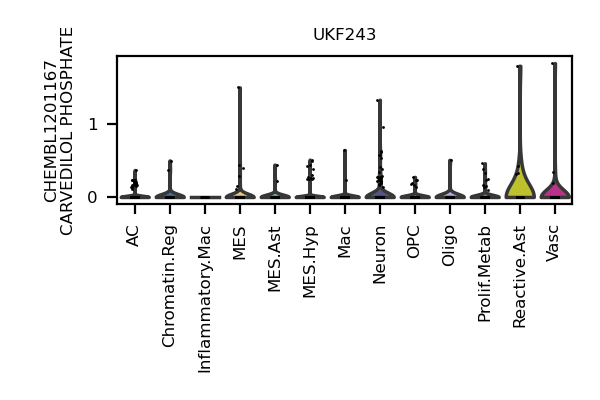 UKF243
CHEMBL1201167
CARVEDILOL PHOSPHATE
1
0
AC
Chromatin.Reg
Inflammatory.Mac
MES
MES.Ast
MES.Hyp
Mac
Neuron
OPC
Oligo
Prolif.Metab
Reactive.Ast
Vasc